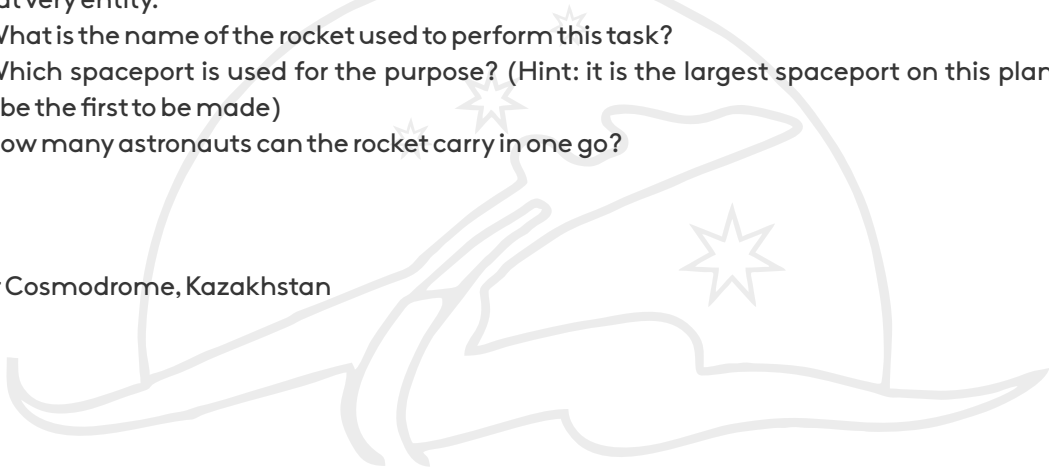 at very entity.
What is the name of the rocket used to perform this task?
Which spaceport is used for the purpose? (Hint: it is the largest spaceport on this plan
be the first to be made)
ow many astronauts can the rocket carry in one go?
Cosmodrome, Kazakhstan